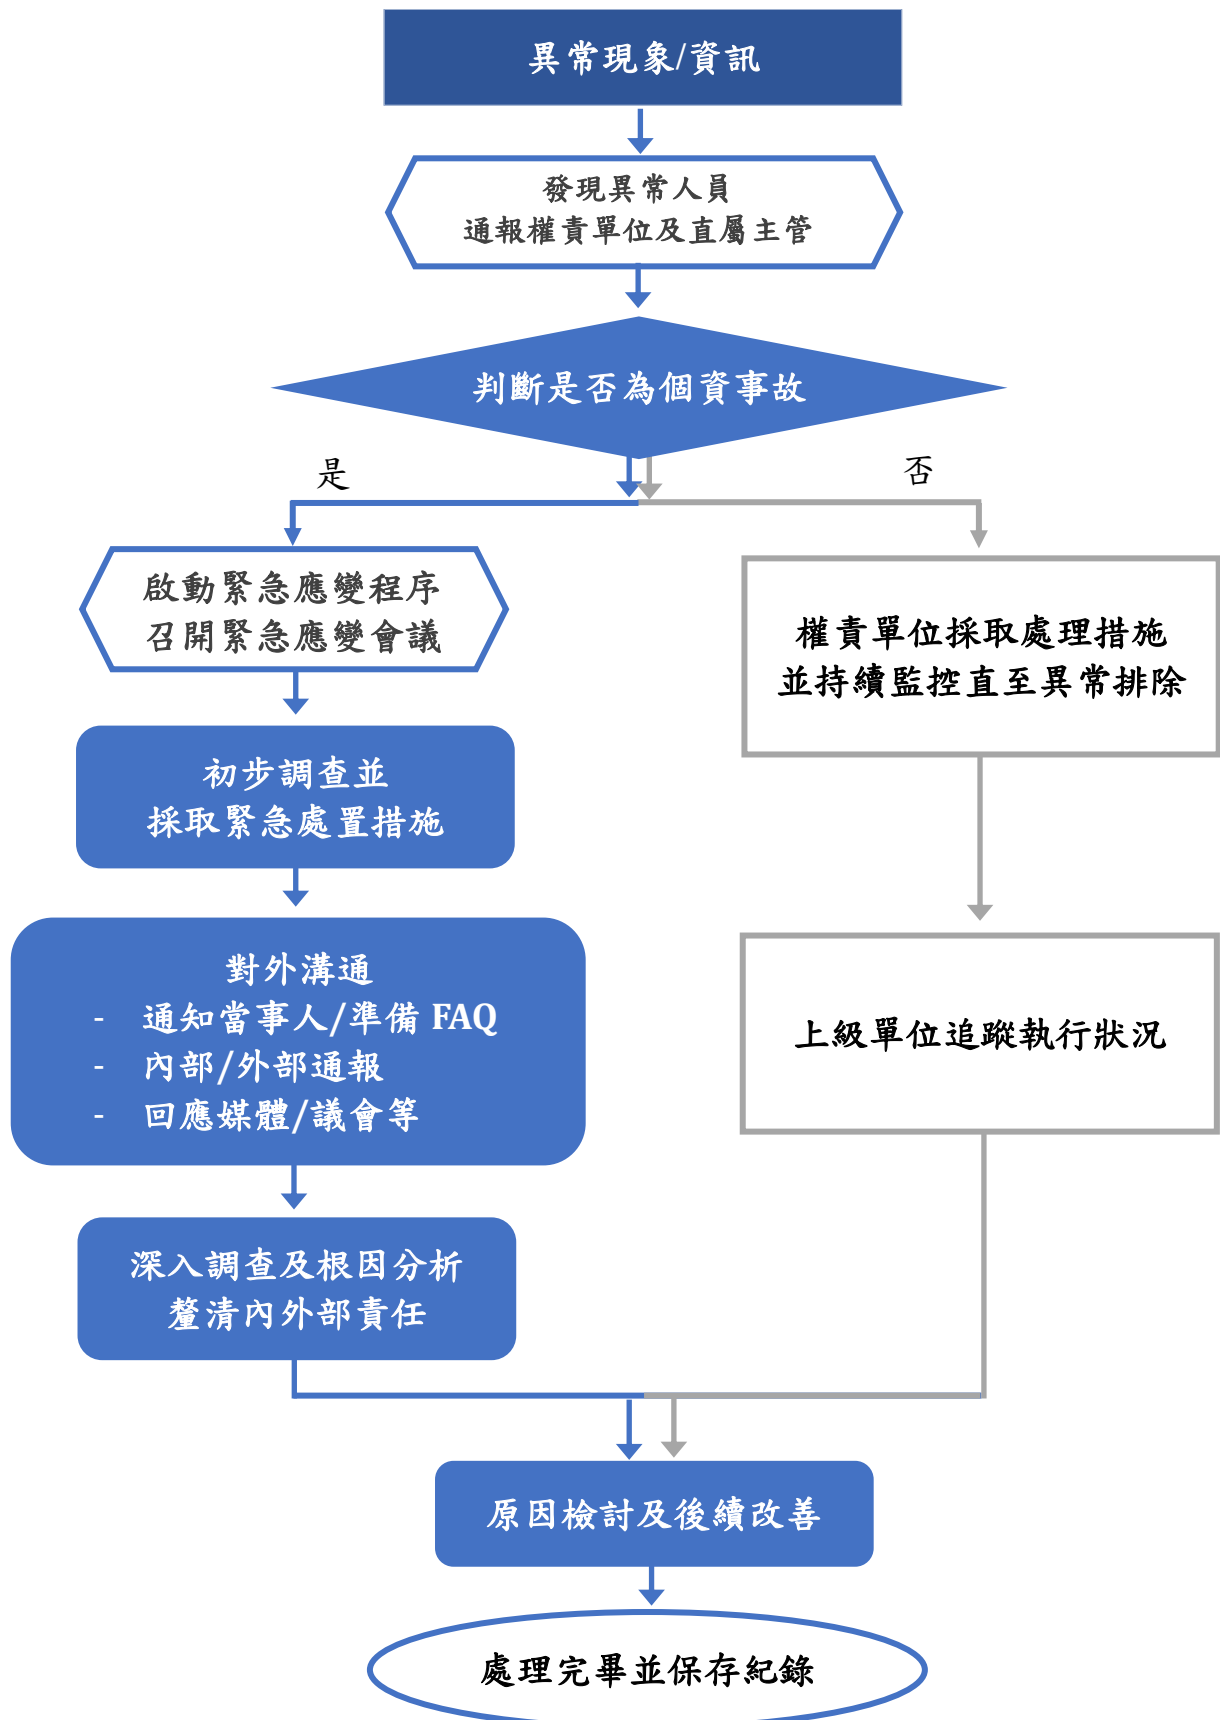 異常現象/資訊
發現異常人員
通報權責單位及直屬主管
判斷是否為個資事故
是
否
啟動緊急應變程序
召開緊急應變會議
權責單位採取處理措施
並持續監控直至異常排除
初步調查並
採取緊急處置措施
對外溝通
- 通知當事人/準備 FAQ
- 內部/外部通報
- 回應媒體/議會等
上級單位追蹤執行狀況
深入調查及根因分析
釐清內外部責任
原因檢討及後續改善
處理完畢並保存紀錄